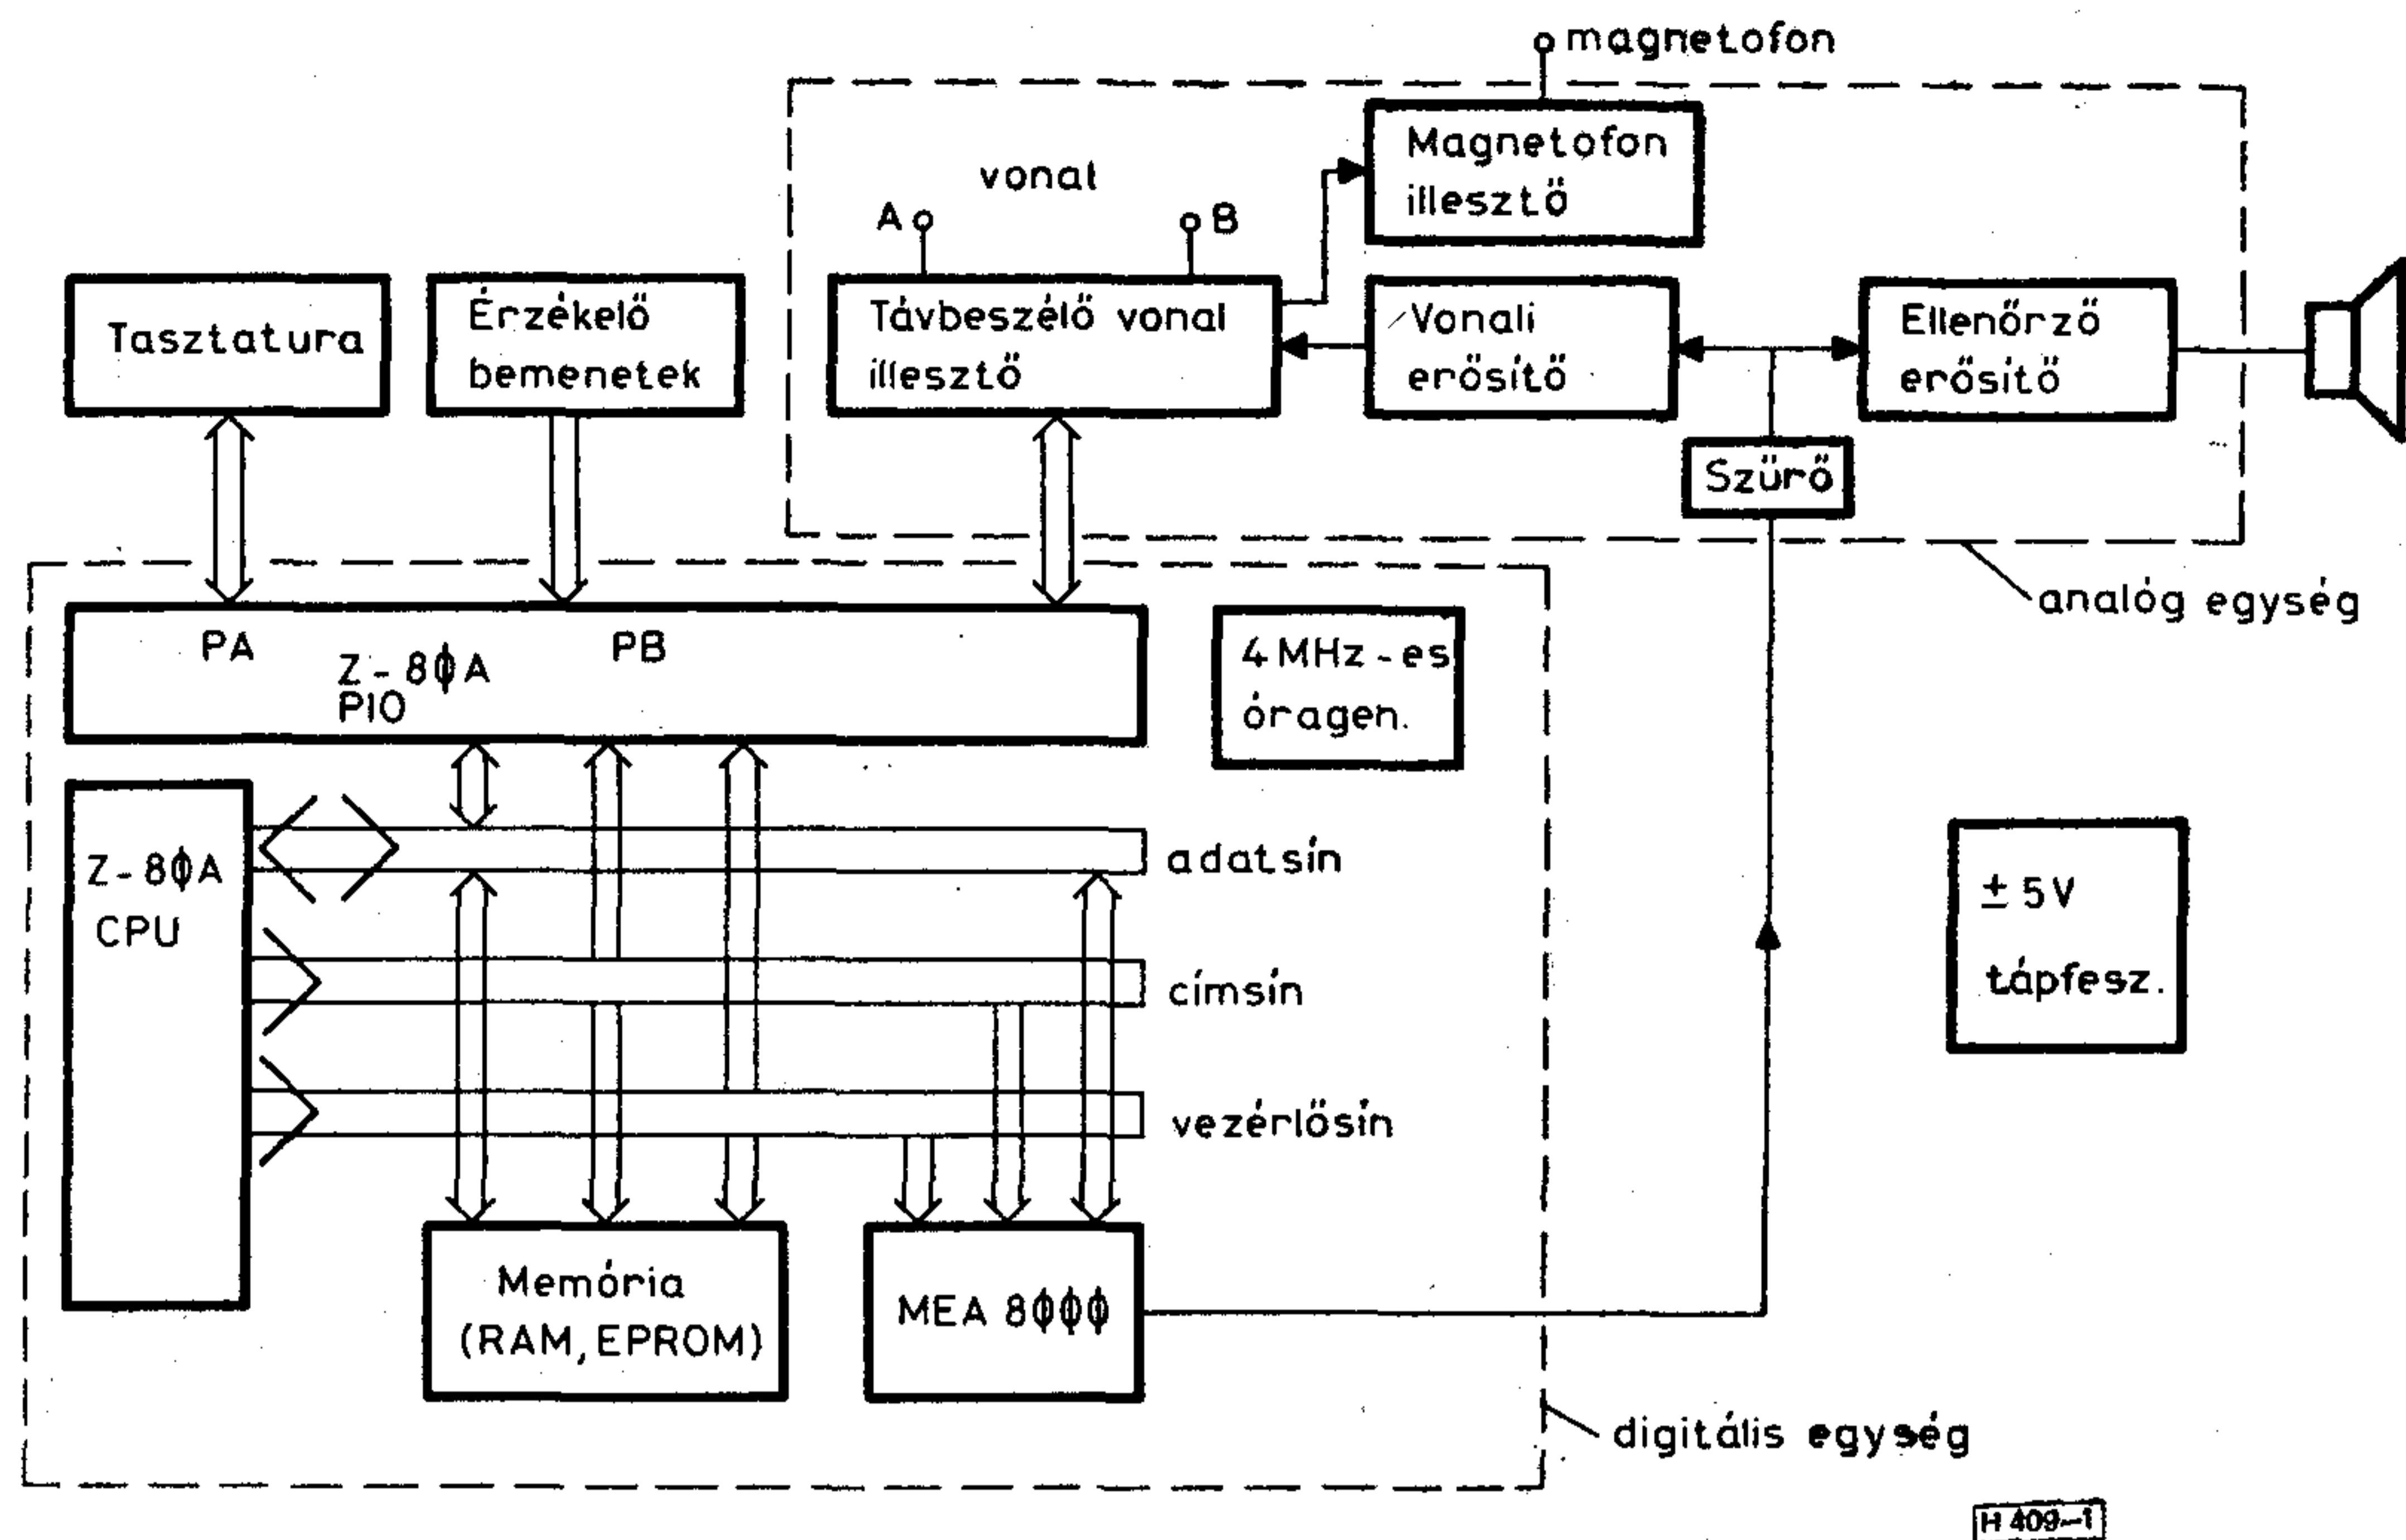 magnetofon
Magnetofon
illesztő
vonal
A
B
Tasztatura
Érzékelő
bemenetek
Távbeszélő vonal
illesztő
Vonali
erősítő
Ellenőrző
erősítő
Szűrő
analóg egység
PA
Z-8ϕA
PIO
PB
4 MHz-es
óragen.
Z-8ϕA
CPU
adatsín
címsín
vezérlősín
± 5V
tápfesz.
Memória
(RAM, EPROM)
MEA 8ϕϕϕ
digitális egység
H 409-1